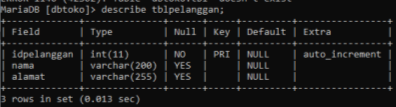 MariaDB [dbtoko]> describe tblpelanggan;
+-------------+--------------+------+-----+---------+----------------+
| Field | Type | Null | Key | Default | Extra |
+-------------+--------------+------+-----+---------+----------------+
| idpelanggan | int(11) | NO | PRI | NULL | auto_increment |
| nama | varchar(200) | YES | | NULL | |
| alamat | varchar(255) | YES | | NULL | |
+-------------+--------------+------+-----+---------+----------------+
3 rows in set (0.013 sec)